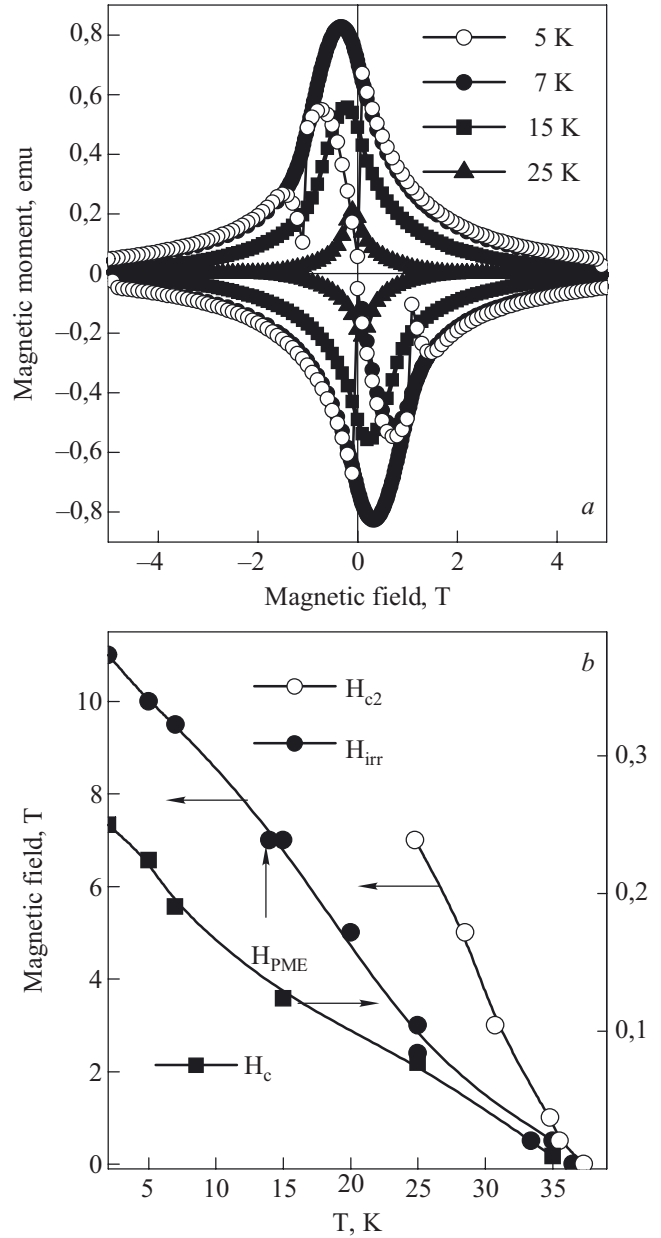 0,8
0,6
0,4
0,2
0
–0,2
–0,4
–0,6
–0,8
Magnetic moment, emu
5 K
7 K
15 K
25 K
a
–4 –2 0 2 4
Magnetic field, T
b
H_c2
H_irr
10
8
6
4
2
0
Magnetic field, T
0,3
0,2
0,1
H_PME
H_c
5 10 15 20 25 30 35
T, K